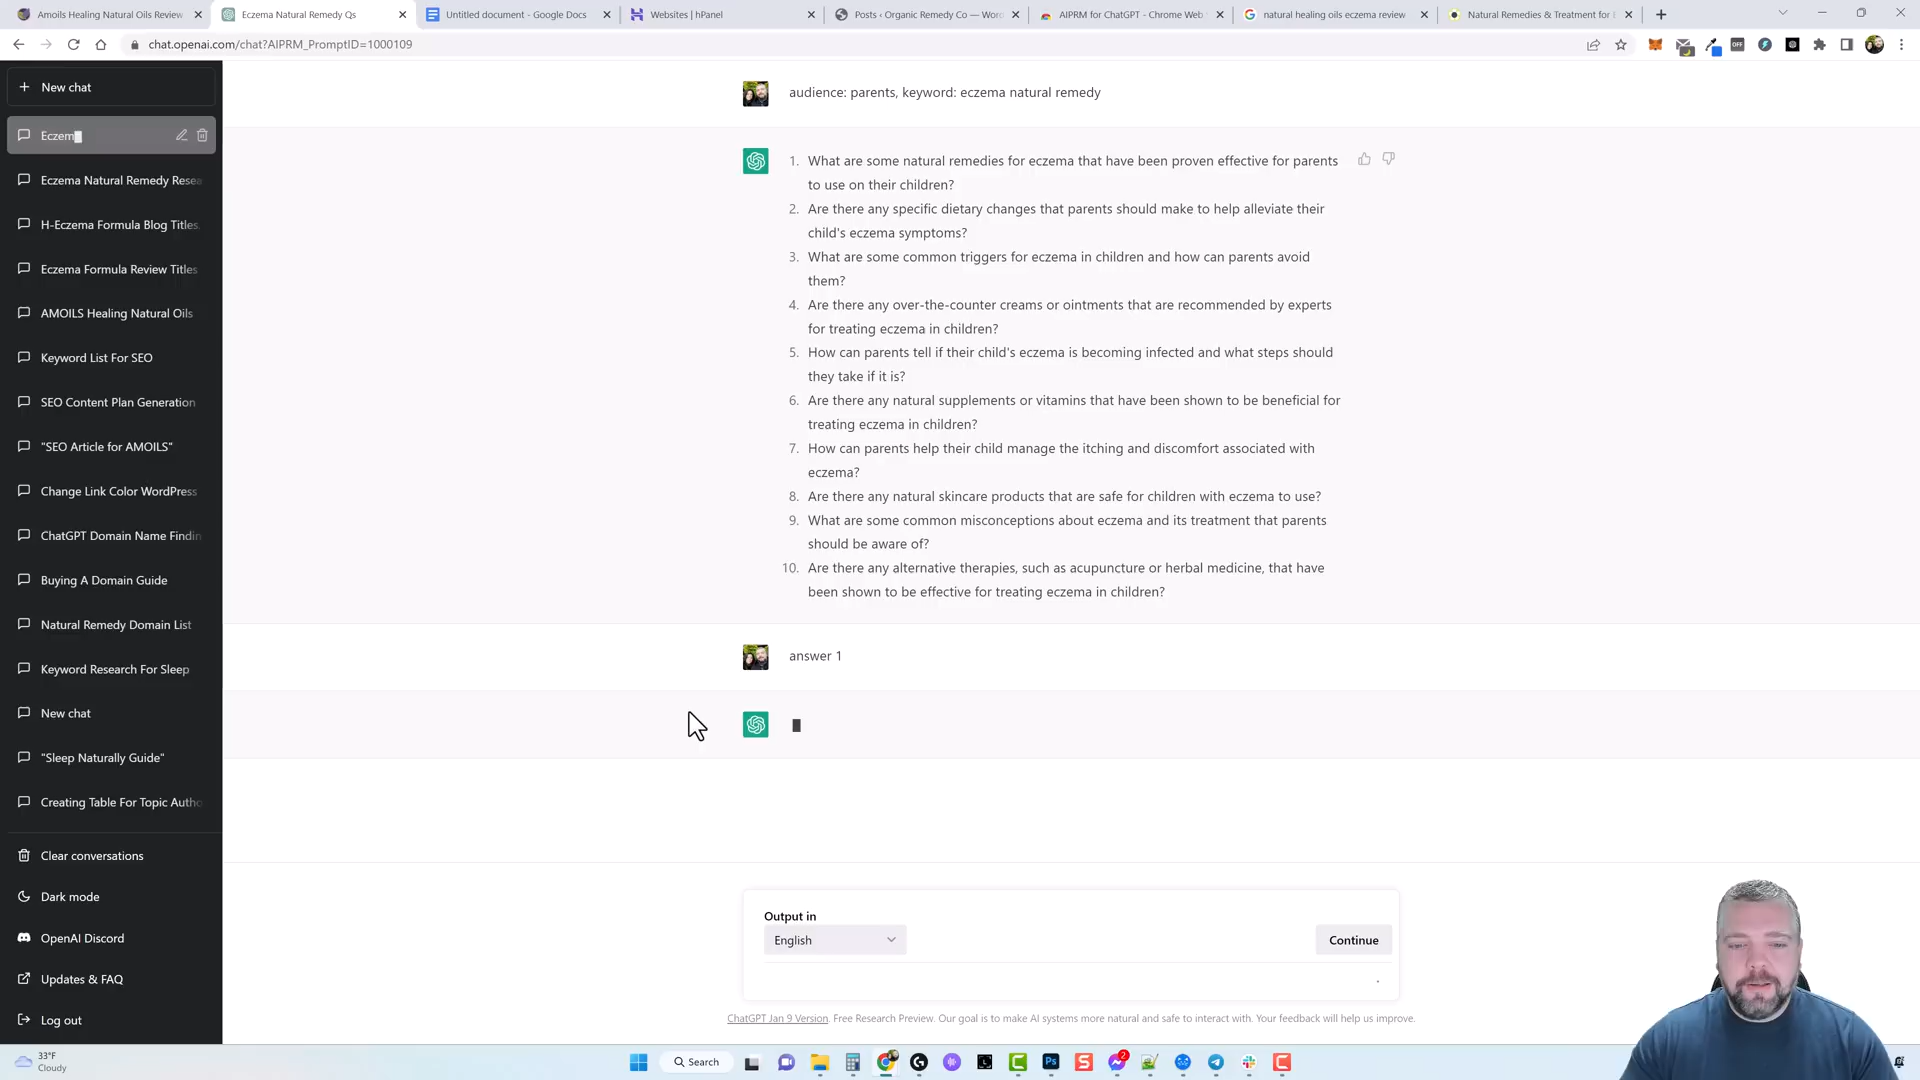 Amoils Healing Natural Oils Review
Eczema Natural Remedy Qs
Untitled document - Google Docs
Websites | hPanel
Posts ‹ Organic Remedy Co — Wor
AIPRM for ChatGPT - Chrome Web
natural healing oils eczema review
Natural Remedies & Treatment for
chat.openai.com/chat?AIPRM_PromptID=1000109
OFF
New chat
Eczem
Eczema Natural Remedy Resea
H-Eczema Formula Blog Titles.
Eczema Formula Review Titles
AMOILS Healing Natural Oils
Keyword List For SEO
SEO Content Plan Generation
"SEO Article for AMOILS"
Change Link Color WordPress
ChatGPT Domain Name Findin
Buying A Domain Guide
Natural Remedy Domain List
Keyword Research For Sleep
New chat
"Sleep Naturally Guide"
Creating Table For Topic Autho
Clear conversations
Dark mode
OpenAI Discord
Updates & FAQ
Log out
audience: parents, keyword: eczema natural remedy
1. What are some natural remedies for eczema that have been proven effective for parents
to use on their children?
2. Are there any specific dietary changes that parents should make to help alleviate their
child's eczema symptoms?
3. What are some common triggers for eczema in children and how can parents avoid
them?
4. Are there any over-the-counter creams or ointments that are recommended by experts
for treating eczema in children?
5. How can parents tell if their child's eczema is becoming infected and what steps should
they take if it is?
6. Are there any natural supplements or vitamins that have been shown to be beneficial for
treating eczema in children?
7. How can parents help their child manage the itching and discomfort associated with
eczema?
8. Are there any natural skincare products that are safe for children with eczema to use?
9. What are some common misconceptions about eczema and its treatment that parents
should be aware of?
10. Are there any alternative therapies, such as acupuncture or herbal medicine, that have
been shown to be effective for treating eczema in children?
answer 1
Output in
English
Continue
.
ChatGPT Jan 9 Version. Free Research Preview. Our goal is to make AI systems more natural and safe to interact with. Your feedback will help us improve.
33°F
Cloudy
Search
L
Ps
S
2